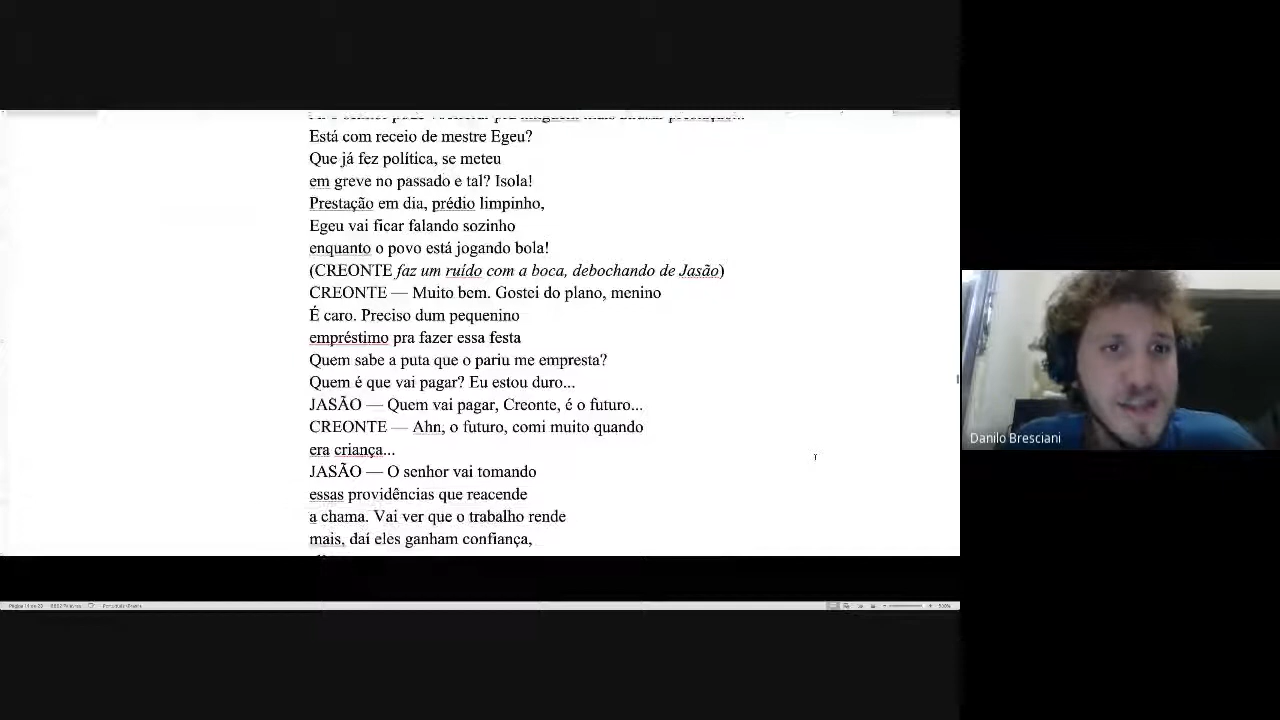 Está com receio de mestre Egeu?
Que já fez política, se meteu
em greve no passado e tal? Isola!
Prestação em dia, prédio limpinho,
Egeu vai ficar falando sozinho
enquanto o povo está jogando bola!
(CREONTE faz um ruído com a boca, debochando de Jasão)
CREONTE — Muito bem. Gostei do plano, menino
É caro. Preciso dum pequenino
empréstimo pra fazer essa festa
Quem sabe a puta que o pariu me empresta?
Quem é que vai pagar? Eu estou duro...
JASÃO — Quem vai pagar, Creonte, é o futuro...
CREONTE — Ahn, o futuro, comi muito quando
era criança...
JASÃO — O senhor vai tomando
essas providências que reacende
a chama. Vai ver que o trabalho rende
mais, daí eles ganham confiança,
Danilo Bresciani